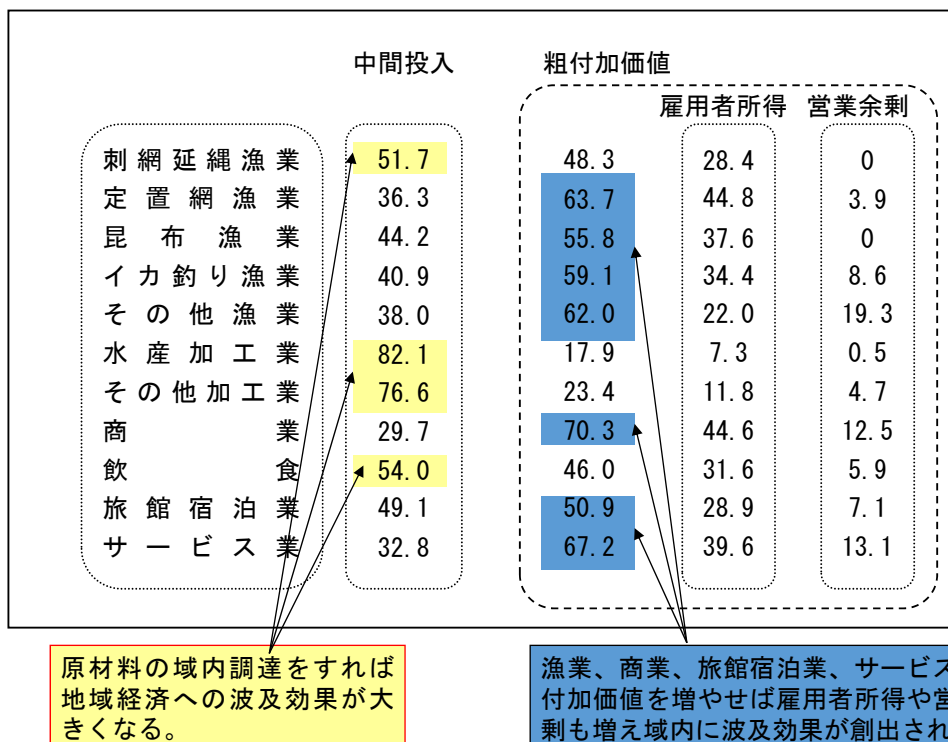 中間投入 粗付加価値
雇用者所得 営業余剰
刺網延縄漁業 51.7 48.3 28.4 0
定置網漁業 36.3 63.7 44.8 3.9
昆布漁業 44.2 55.8 37.6 0
イカ釣り漁業 40.9 59.1 34.4 8.6
その他漁業 38.0 62.0 22.0 19.3
水産加工業 82.1 17.9 7.3 0.5
その他加工業 76.6 23.4 11.8 4.7
商業 29.7 70.3 44.6 12.5
飲食 54.0 46.0 31.6 5.9
旅館宿泊業 49.1 50.9 28.9 7.1
サービス業 32.8 67.2 39.6 13.1
原材料の域内調達をすれば
地域経済への波及効果が大
きくなる。
漁業、商業、旅館宿泊業、サービス
付加価値を増やせば雇用者所得や営
剰も増え域内に波及効果が創出され